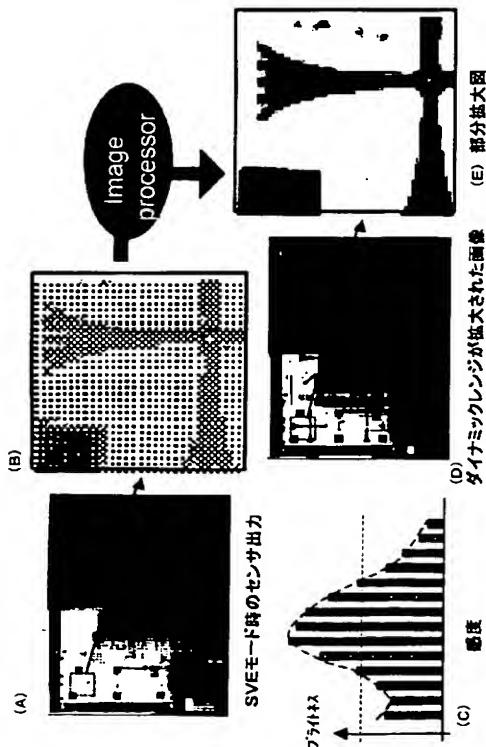 (A)
SVEモード時のセンサ出力
(B)
Image
processor
(C)
ブライトネス
感度
(D)
ダイナミックレンジが拡大された画像
(E) 部分拡大図